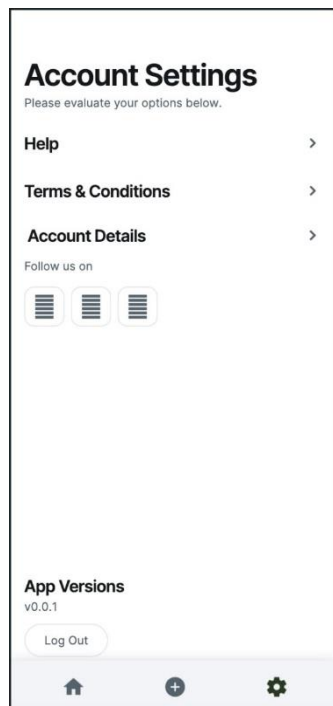 Account Settings
Please evaluate your options below.
Help
Terms & Conditions
Account Details
Follow us on
App Versions
v0.0.1
Log Out